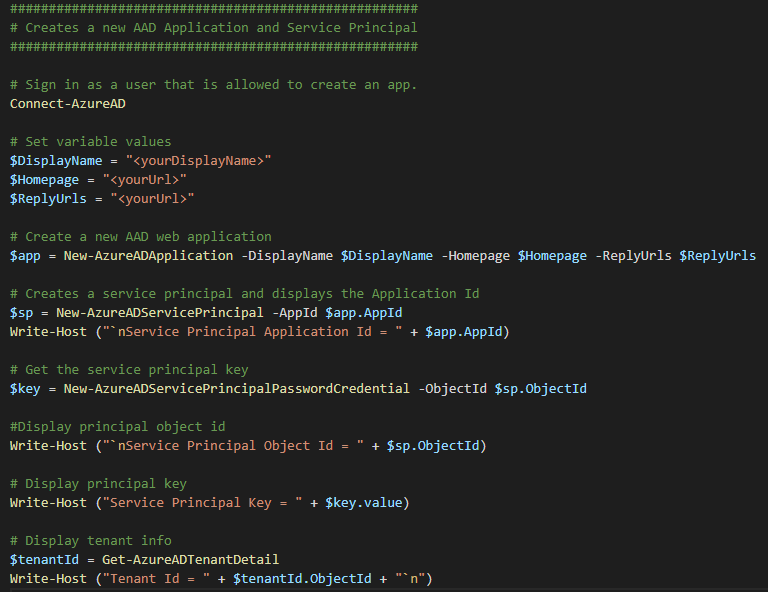 #####################################################
# Creates a new AAD Application and Service Principal
#####################################################
# Sign in as a user that is allowed to create an app.
Connect-AzureAD
# Set variable values
$DisplayName = "<yourDisplayName>"
$Homepage = "<yourUrl>"
$ReplyUrls = "<yourUrl>"
# Create a new AAD web application
$app = New-AzureADApplication -DisplayName $DisplayName -Homepage $Homepage -ReplyUrls $ReplyUrls
# Creates a service principal and displays the Application Id
$sp = New-AzureADServicePrincipal -AppId $app.AppId
Write-Host ("`nService Principal Application Id = " + $app.AppId)
# Get the service principal key
$key = New-AzureADServicePrincipalPasswordCredential -ObjectId $sp.ObjectId
#Display principal object id
Write-Host ("`nService Principal Object Id = " + $sp.ObjectId)
# Display principal key
Write-Host ("Service Principal Key = " + $key.value)
# Display tenant info
$tenantId = Get-AzureADTenantDetail
Write-Host ("Tenant Id = " + $tenantId.ObjectId + "`n")